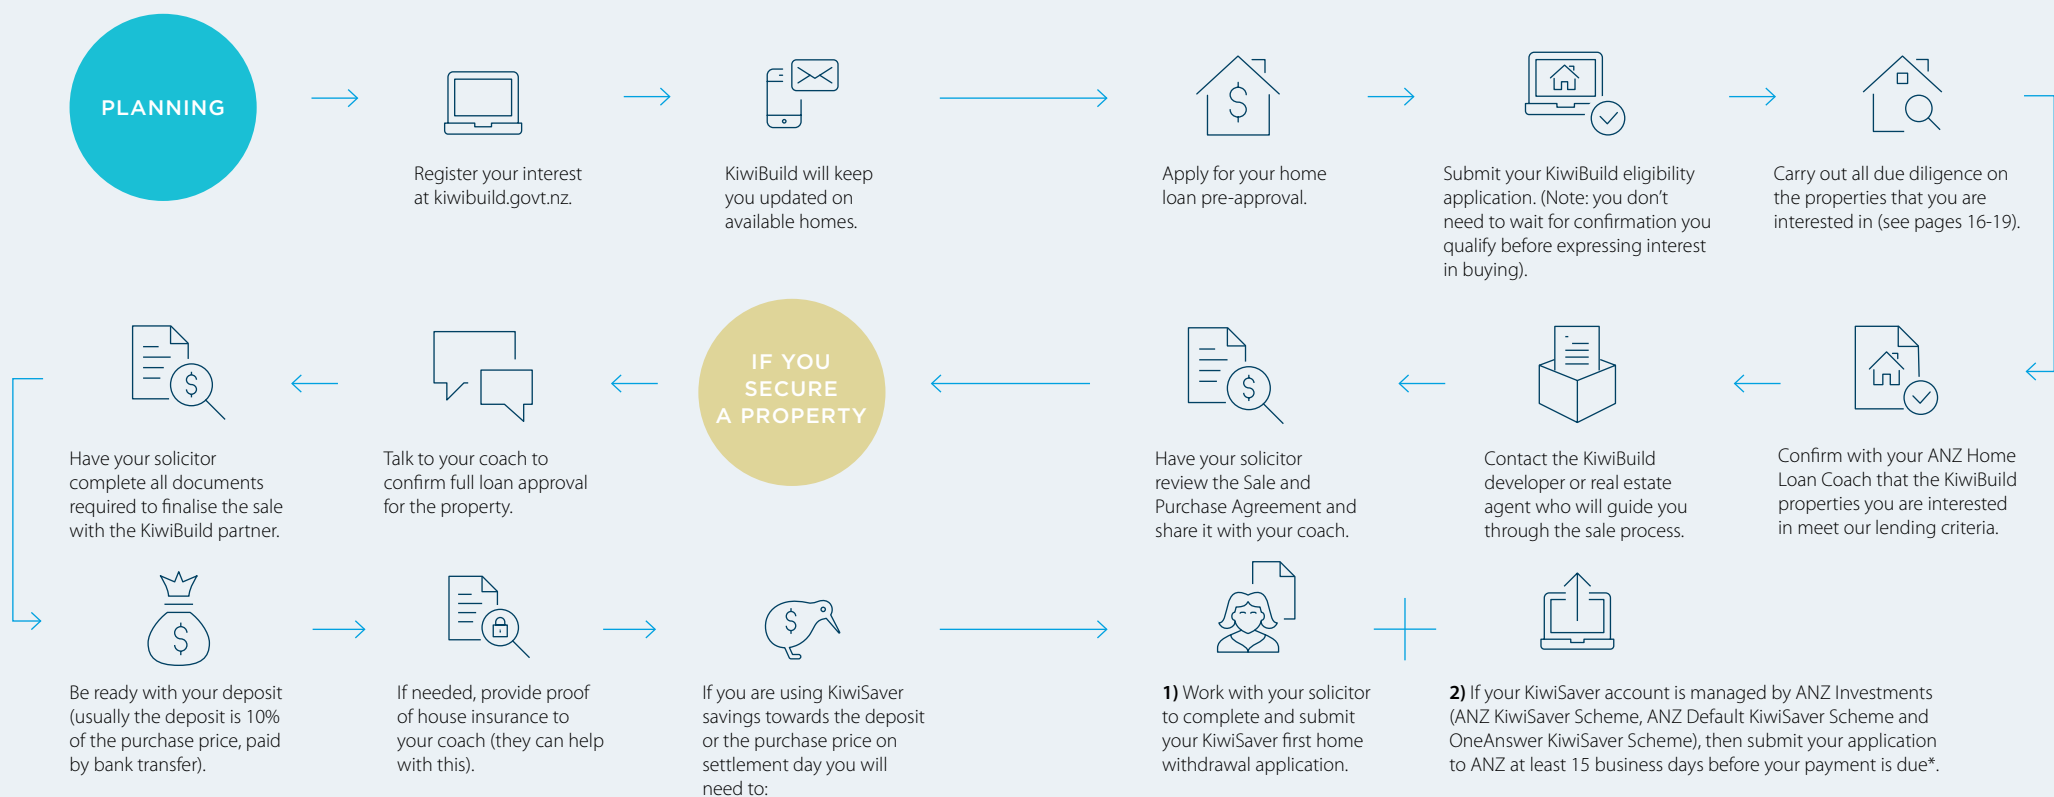 PLANNING
Register your interest
at kiwibuild.govt.nz.
KiwiBuild will keep
you updated on
available homes.
Apply for your home
loan pre-approval.
Submit your KiwiBuild eligibility
application. (Note: you don't
need to wait for confirmation you
qualify before expressing interest
in buying).
Carry out all due diligence on
the properties that you are
interested in (see pages 16-19).
Confirm with your ANZ Home
Loan Coach that the KiwiBuild
properties you are interested
in meet our lending criteria.
Contact the KiwiBuild
developer or real estate
agent who will guide you
through the sale process.
Have your solicitor
review the Sale and
Purchase Agreement and
share it with your coach.
IF YOU
SECURE
A PROPERTY
Talk to your coach to
confirm full loan approval
for the property.
Have your solicitor
complete all documents
required to finalise the sale
with the KiwiBuild partner.
Be ready with your deposit
(usually the deposit is 10%
of the purchase price, paid
by bank transfer).
If needed, provide proof
of house insurance to
your coach (they can help
with this).
If you are using KiwiSaver
savings towards the deposit
or the purchase price on
settlement day you will
need to:
1) Work with your solicitor
to complete and submit
your KiwiSaver first home
withdrawal application.
2) If your KiwiSaver account is managed by ANZ Investments
(ANZ KiwiSaver Scheme, ANZ Default KiwiSaver Scheme and
OneAnswer KiwiSaver Scheme), then submit your application
to ANZ at least 15 business days before your payment is due*.